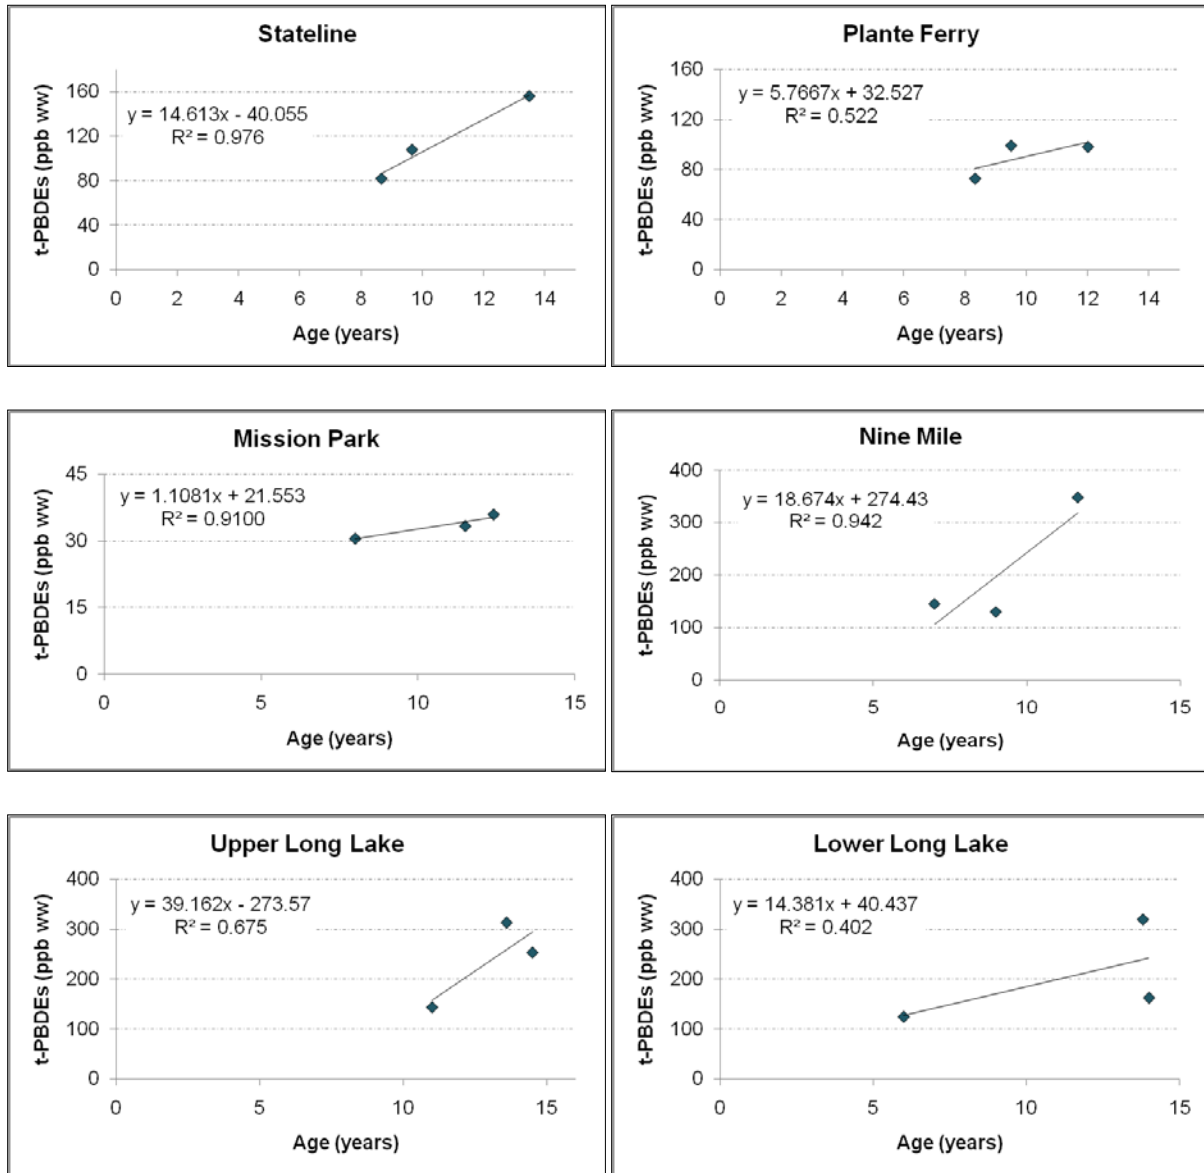 Stateline
t-PBDEs (ppb ww)
160
120
80
40
0
y = 14.613x - 40.055
R² = 0.976
0 2 4 6 8 10 12 14
Age (years)
Plante Ferry
t-PBDEs (ppb ww)
160
120
80
40
0
y = 5.7667x + 32.527
R² = 0.522
0 2 4 6 8 10 12 14
Age (years)
Mission Park
t-PBDEs (ppb ww)
45
30
15
0
y = 1.1081x + 21.553
R² = 0.9100
0 5 10 15
Age (years)
Nine Mile
t-PBDEs (ppb ww)
400
300
200
100
0
y = 18.674x + 274.43
R² = 0.942
0 5 10 15
Age (years)
Upper Long Lake
t-PBDEs (ppb ww)
400
300
200
100
0
y = 39.162x - 273.57
R² = 0.675
0 5 10 15
Age (years)
Lower Long Lake
t-PBDEs (ppb ww)
400
300
200
100
0
y = 14.381x + 40.437
R² = 0.402
0 5 10 15
Age (years)